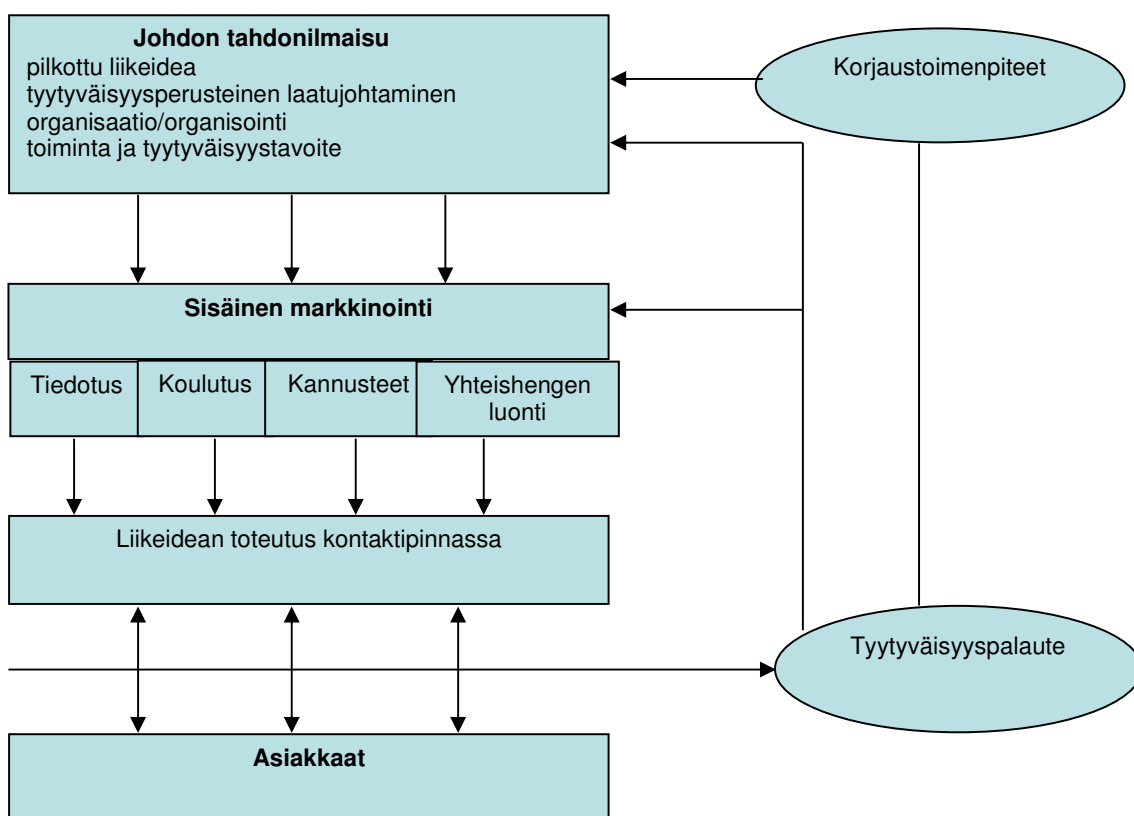 Johdon tahdonilmaisu
pilkottu liikeidea
tyytyväisyysperusteinen laatujohtaminen
organisaatio/organisointi
toiminta ja tyytyväisyystavoite
Korjaustoimenpiteet
Sisäinen markkinointi
Tiedotus
Koulutus
Kannusteet
Yhteishengen
luonti
Liikeidean toteutus kontaktipinnassa
Tyytyväisyyspalaute
Asiakkaat